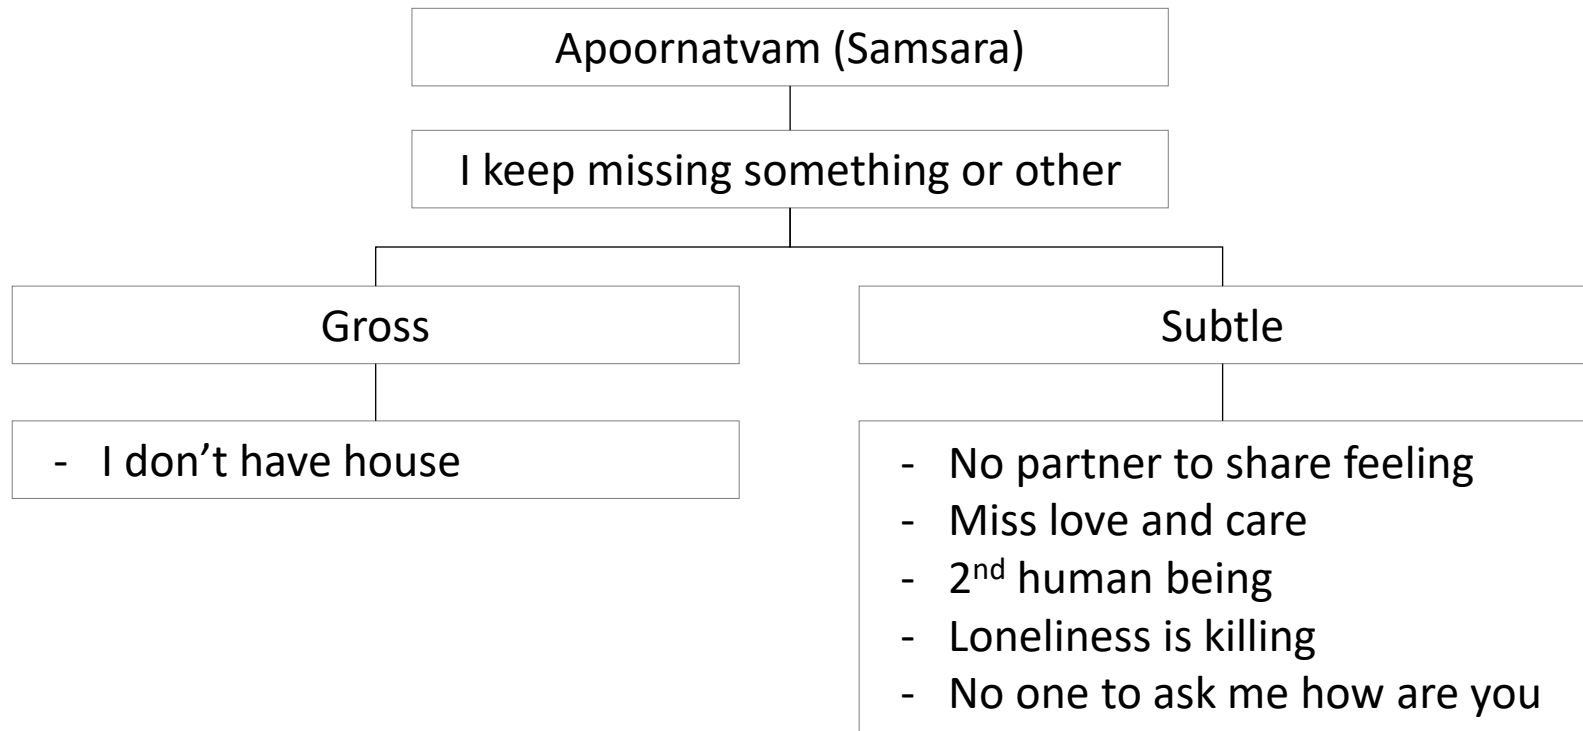 Apoornatvam (Samsara)
I keep missing something or other
Gross
Subtle
- I don’t have house
- No partner to share feeling
- Miss love and care
- 2nd human being
- Loneliness is killing
- No one to ask me how are you